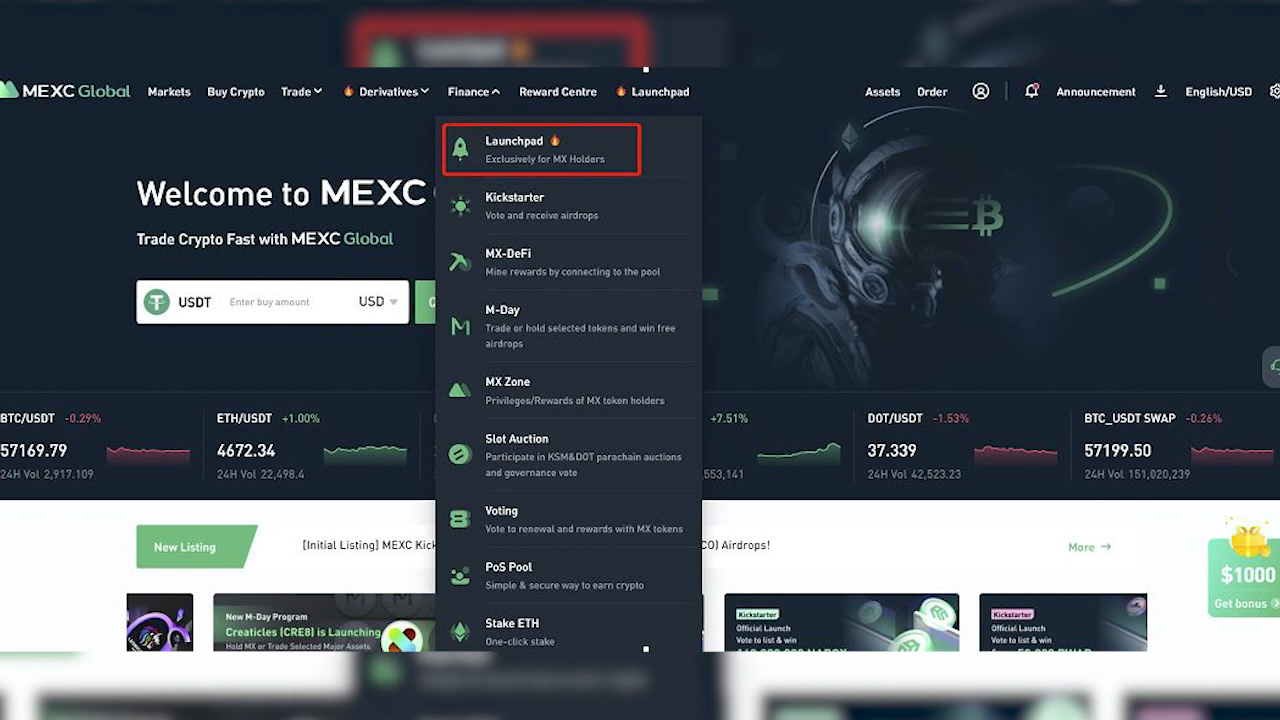 MEXC Global
Markets
Buy Crypto
Trade
Derivatives
Finance
Reward Centre
Launchpad
Assets
Order
Announcement
English/USD
Launchpad
Exclusively for MX Holders
Kickstarter
Vote and receive airdrops
MX-DeFi
Mine rewards by connecting to the pool
M-Day
Trade or hold selected tokens and win free
airdrops
MX Zone
Privileges/Rewards of MX token holders
Slot Auction
Participate in KSM&DOT parachain auctions
and governance vote
Voting
Vote to renewal and rewards with MX tokens
PoS Pool
Simple & secure way to earn crypto
Stake ETH
One-click stake
Welcome to MEXC
Trade Crypto Fast with MEXC Global
USDT
Enter buy amount
USD
BTC/USDT -0.29%
57169.79
24H Vol 2,917.109
ETH/USDT +1.00%
4672.34
24H Vol 22,498.4
+7.51%
553,141
DOT/USDT -1.53%
37.339
24H Vol 42,523.23
BTC_USDT SWAP -0.26%
57199.50
24H Vol 151,020,239
New Listing
[Initial Listing] MEXC Kick
CO) Airdrops!
More →
$1000
Get bonus
New M-Day Program
Creaticles (CRE8) is Launching
Hold MX or Trade Selected Major Assets
Kickstarter
Official Launch
Vote to list & win
Kickstarter
Official Launch
Vote to list & win